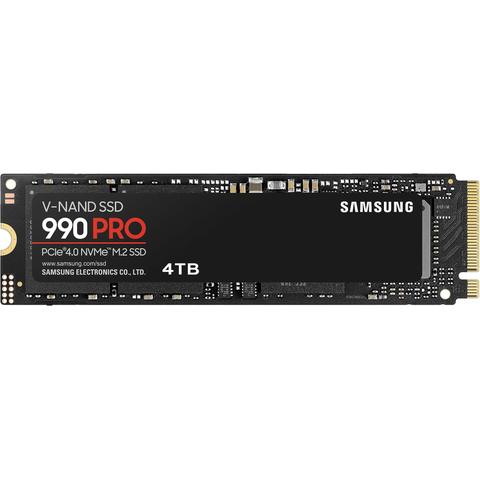 V-NAND SSD
990 PRO
PCIe®4.0 NVMe™ M.2 SSD
www.samsung.com/ssd
SAMSUNG ELECTRONICS CO., LTD.
4TB
SAMSUNG